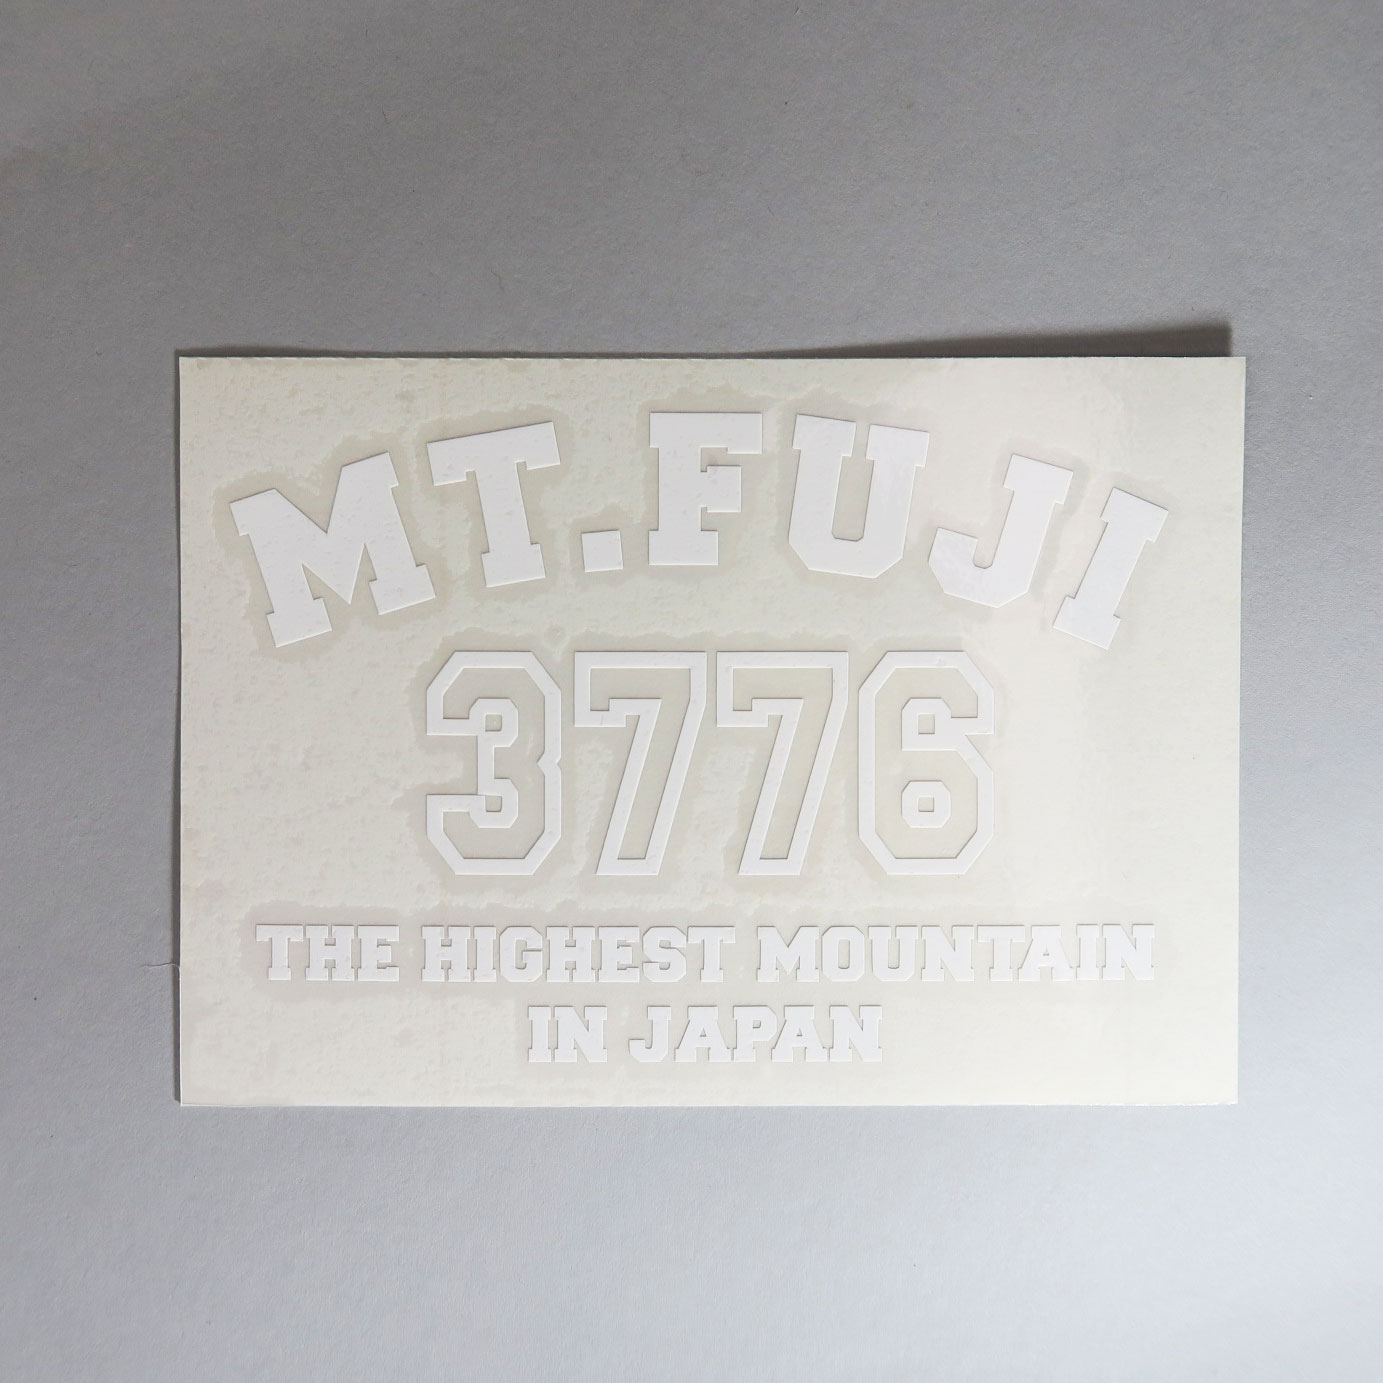 MT.FUJI
3776
THE HIGHEST MOUNTAIN
IN JAPAN